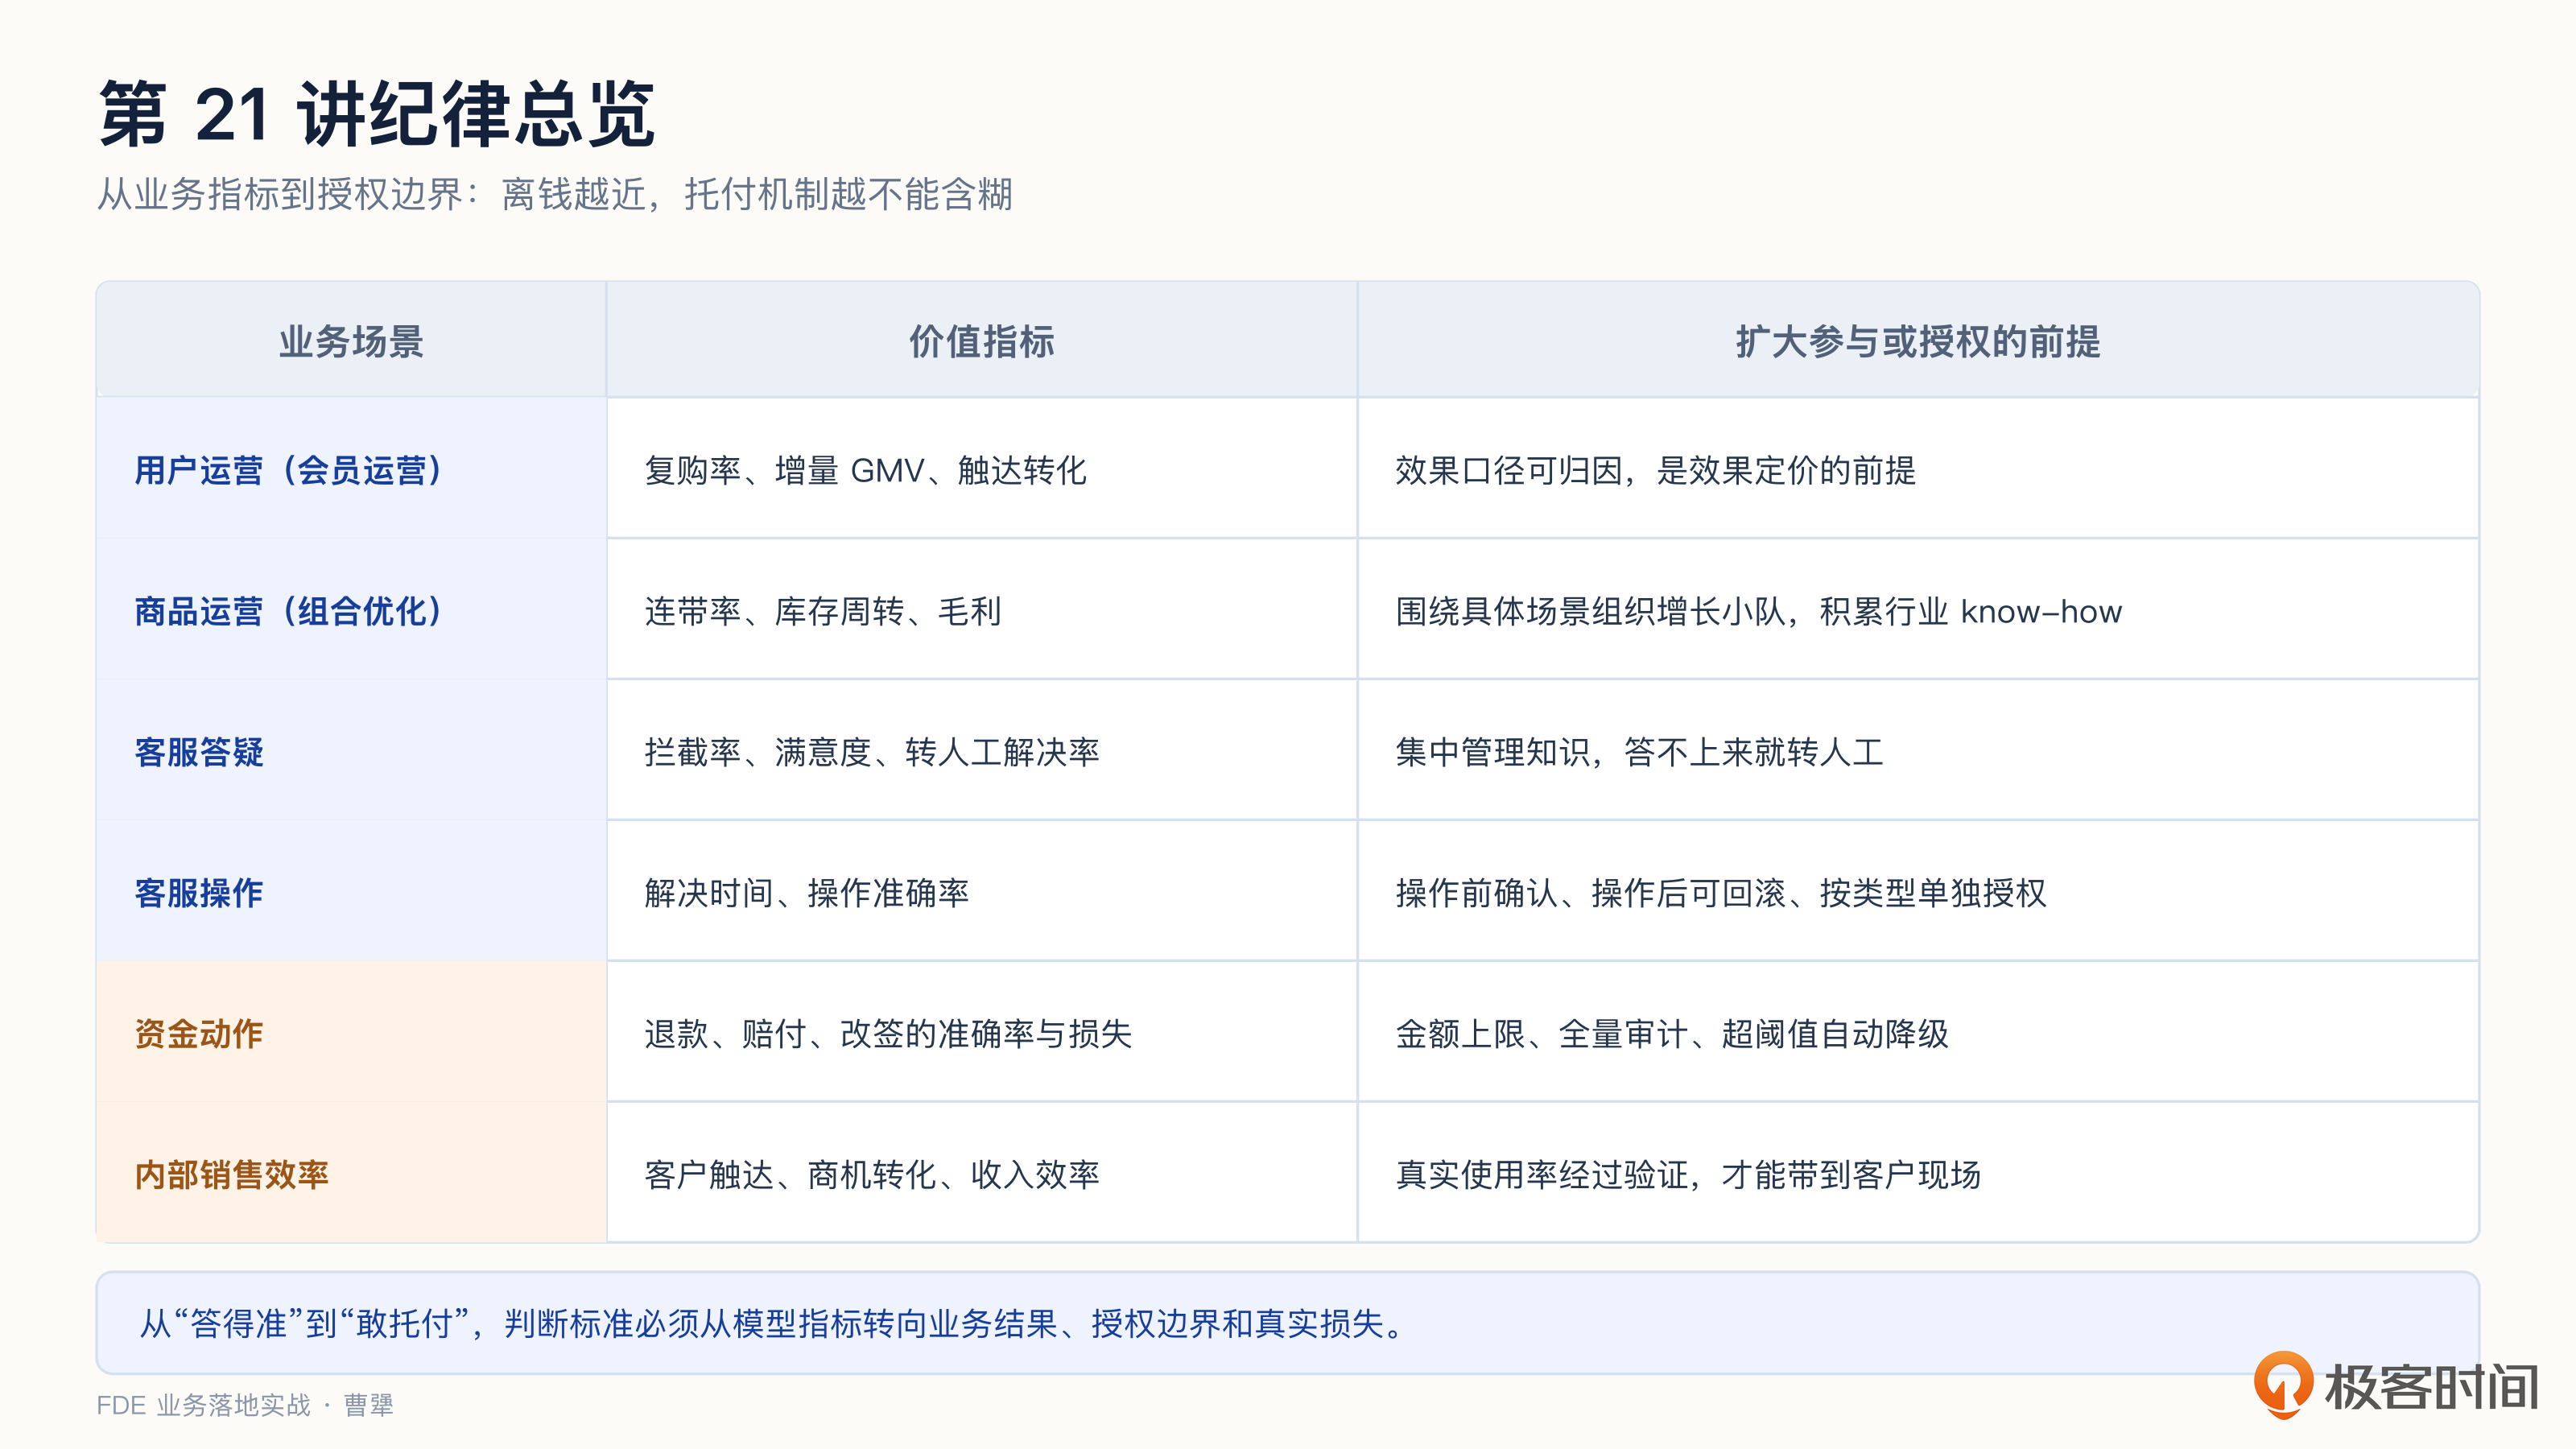 第 21 讲纪律总览
从业务指标到授权边界：离钱越近，托付机制越不能含糊
业务场景 价值指标 扩大参与或授权的前提
用户运营（会员运营） 复购率、增量 GMV、触达转化 效果口径可归因，是效果定价的前提
商品运营（组合优化） 连带率、库存周转、毛利 围绕具体场景组织增长小队，积累行业 know-how
客服答疑 拦截率、满意度、转人工解决率 集中管理知识，答不上来就转人工
客服操作 解决时间、操作准确率 操作前确认、操作后可回滚、按类型单独授权
资金动作 退款、赔付、改签的准确率与损失 金额上限、全量审计、超阈值自动降级
内部销售效率 客户触达、商机转化、收入效率 真实使用率经过验证，才能带到客户现场
从“答得准”到“敢托付”，判断标准必须从模型指标转向业务结果、授权边界和真实损失。
FDE 业务落地实战 · 曹犟
极客时间